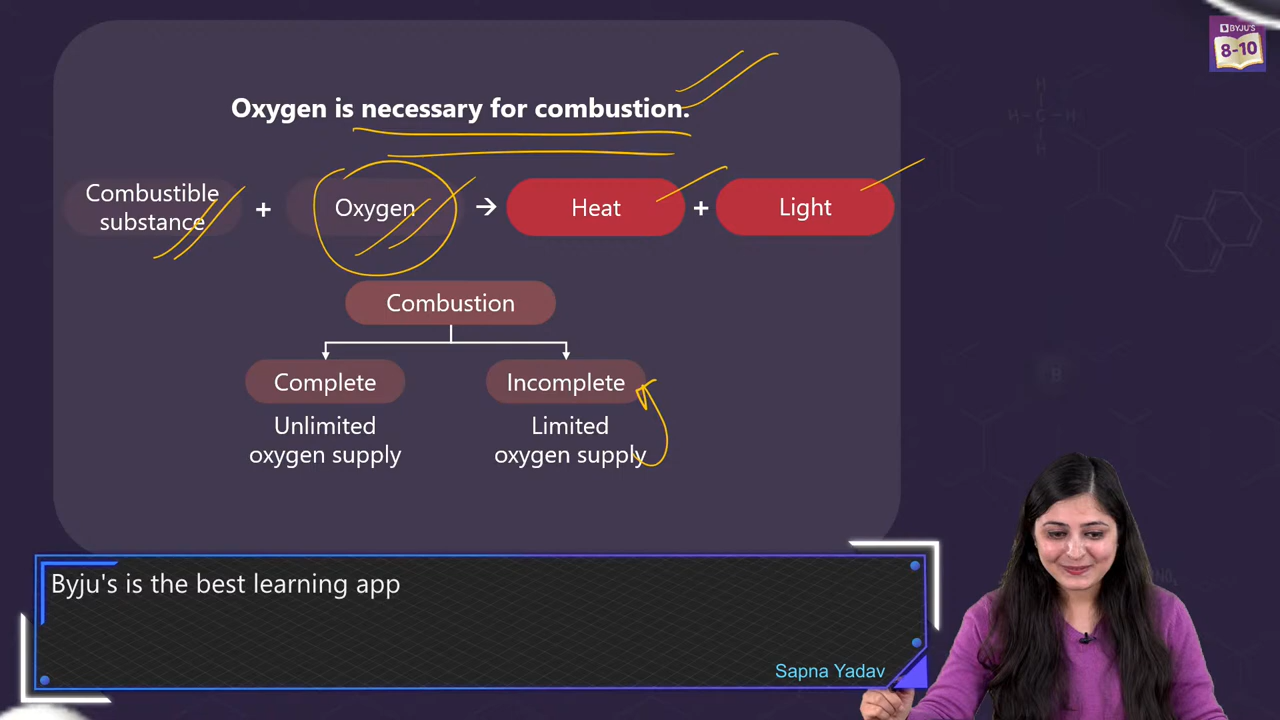 BYJU'S
8-10
Oxygen is necessary for combustion.
Combustible
substance
+
Oxygen
→
Heat
+
Light
Combustion
Complete
Incomplete
Unlimited
oxygen supply
Limited
oxygen supply
Byju's is the best learning app
Sapna Yadav
H
H-C-H
H
B